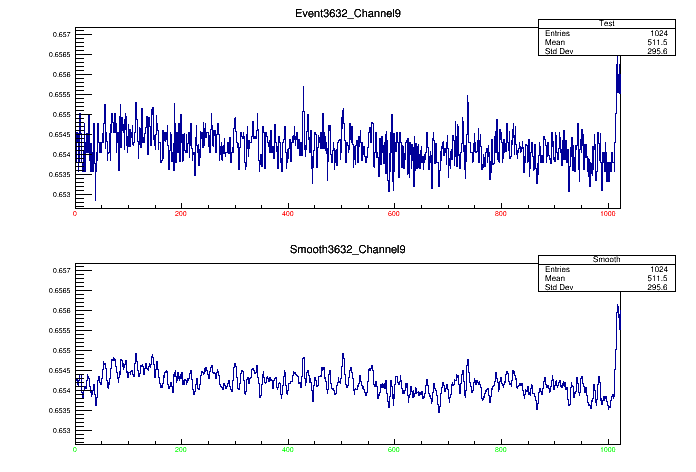 Event3632_Channel9
Test
Entries 1024
Mean 511.5
Std Dev 295.6
0.657
0.6565
0.656
0.6555
0.655
0.6545
0.654
0.6535
0.653
0 200 400 600 800 1000
Smooth3632_Channel9
Smooth
Entries 1024
Mean 511.5
Std Dev 295.6
0.657
0.6565
0.656
0.6555
0.655
0.6545
0.654
0.6535
0.653
0 200 400 600 800 1000